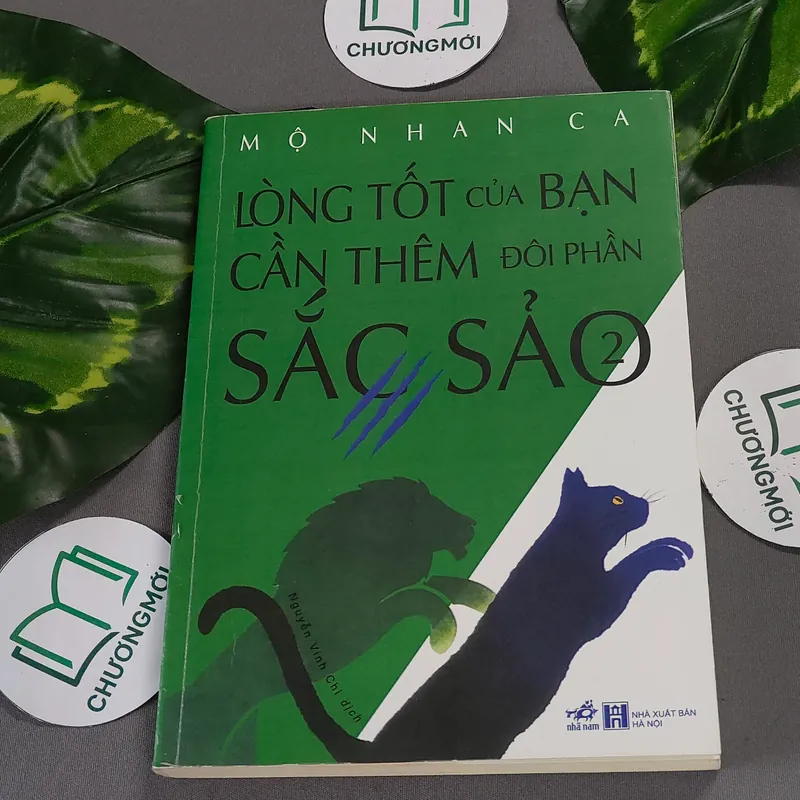 CHƯƠNGMỚI
MỘ NHAN CA
LÒNG TỐT CỦA BẠN
CẦN THÊM ĐÔI PHẦN
SẮC SẢO 2
CHƯƠNGMỚI
CHƯƠNGMỚI
Nguyễn Vinh Chi dịch
nhã nam
NHÀ XUẤT BẢN
HÀ NỘI